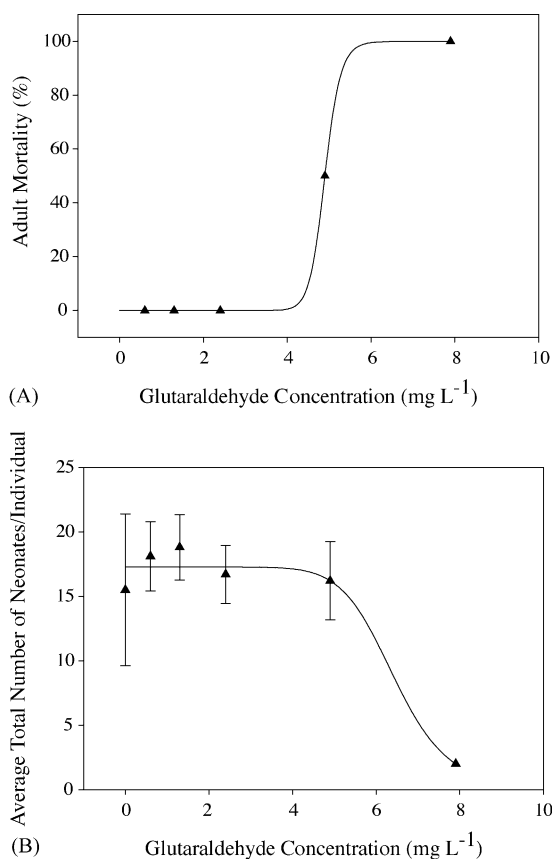 Adult Mortality (%)
100
80
60
40
20
0
0 2 4 6 8 10
(A) Glutaraldehyde Concentration (mg L-1)
Average Total Number of Neonates/Individual
25
20
15
10
5
0
0 2 4 6 8 10
(B) Glutaraldehyde Concentration (mg L-1)